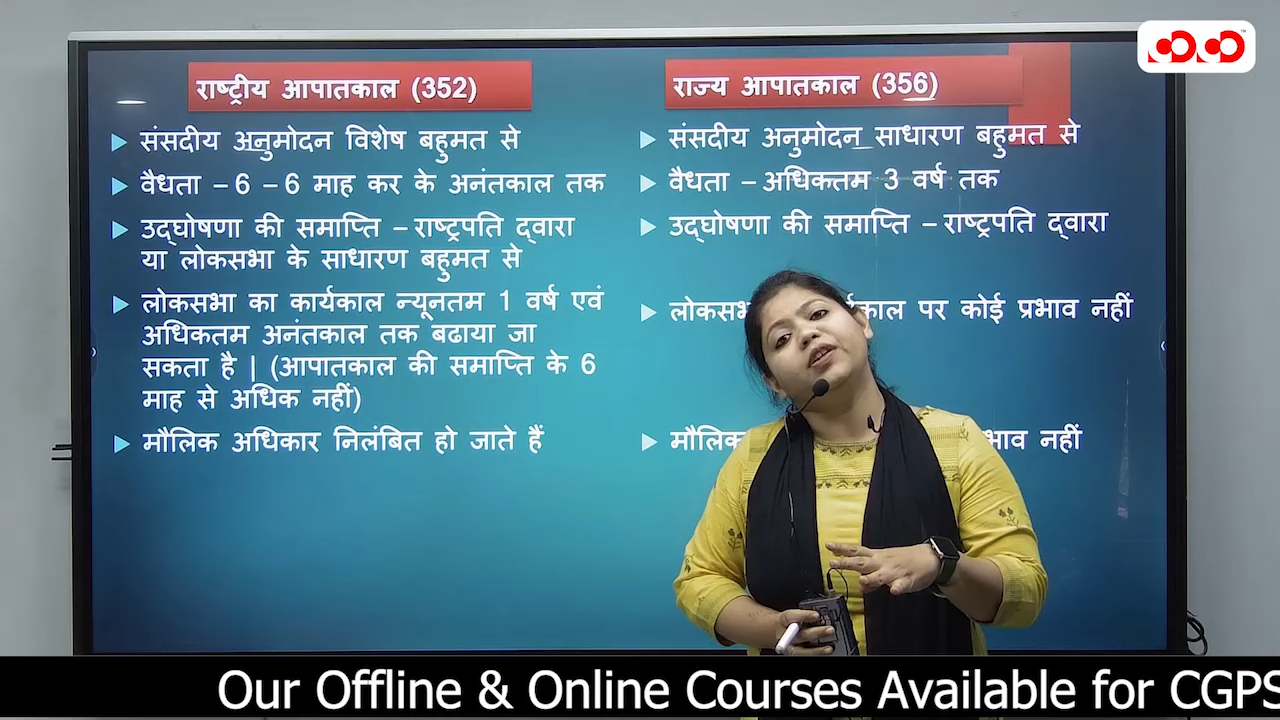 राष्ट्रीय आपातकाल (352)
संसदीय अनुमोदन विशेष बहुमत से
वैधता – 6 – 6 माह कर के अनंतकाल तक
उद्घोषणा की समाप्ति – राष्ट्रपति द्वारा
या लोकसभा के साधारण बहुमत से
लोकसभा का कार्यकाल न्यूनतम 1 वर्ष एवं
अधिकतम अनंतकाल तक बढाया जा
सकता है | (आपातकाल की समाप्ति के 6
माह से अधिक नहीं)
मौलिक अधिकार निलंबित हो जाते हैं
राज्य आपातकाल (356)
संसदीय अनुमोदन साधारण बहुमत से
वैधता – अधिकतम 3 वर्ष तक
उद्घोषणा की समाप्ति – राष्ट्रपति द्वारा
पर कोई प्रभाव नहीं
मौलिक नहीं
Our Offline & Online Courses Available for CGPS